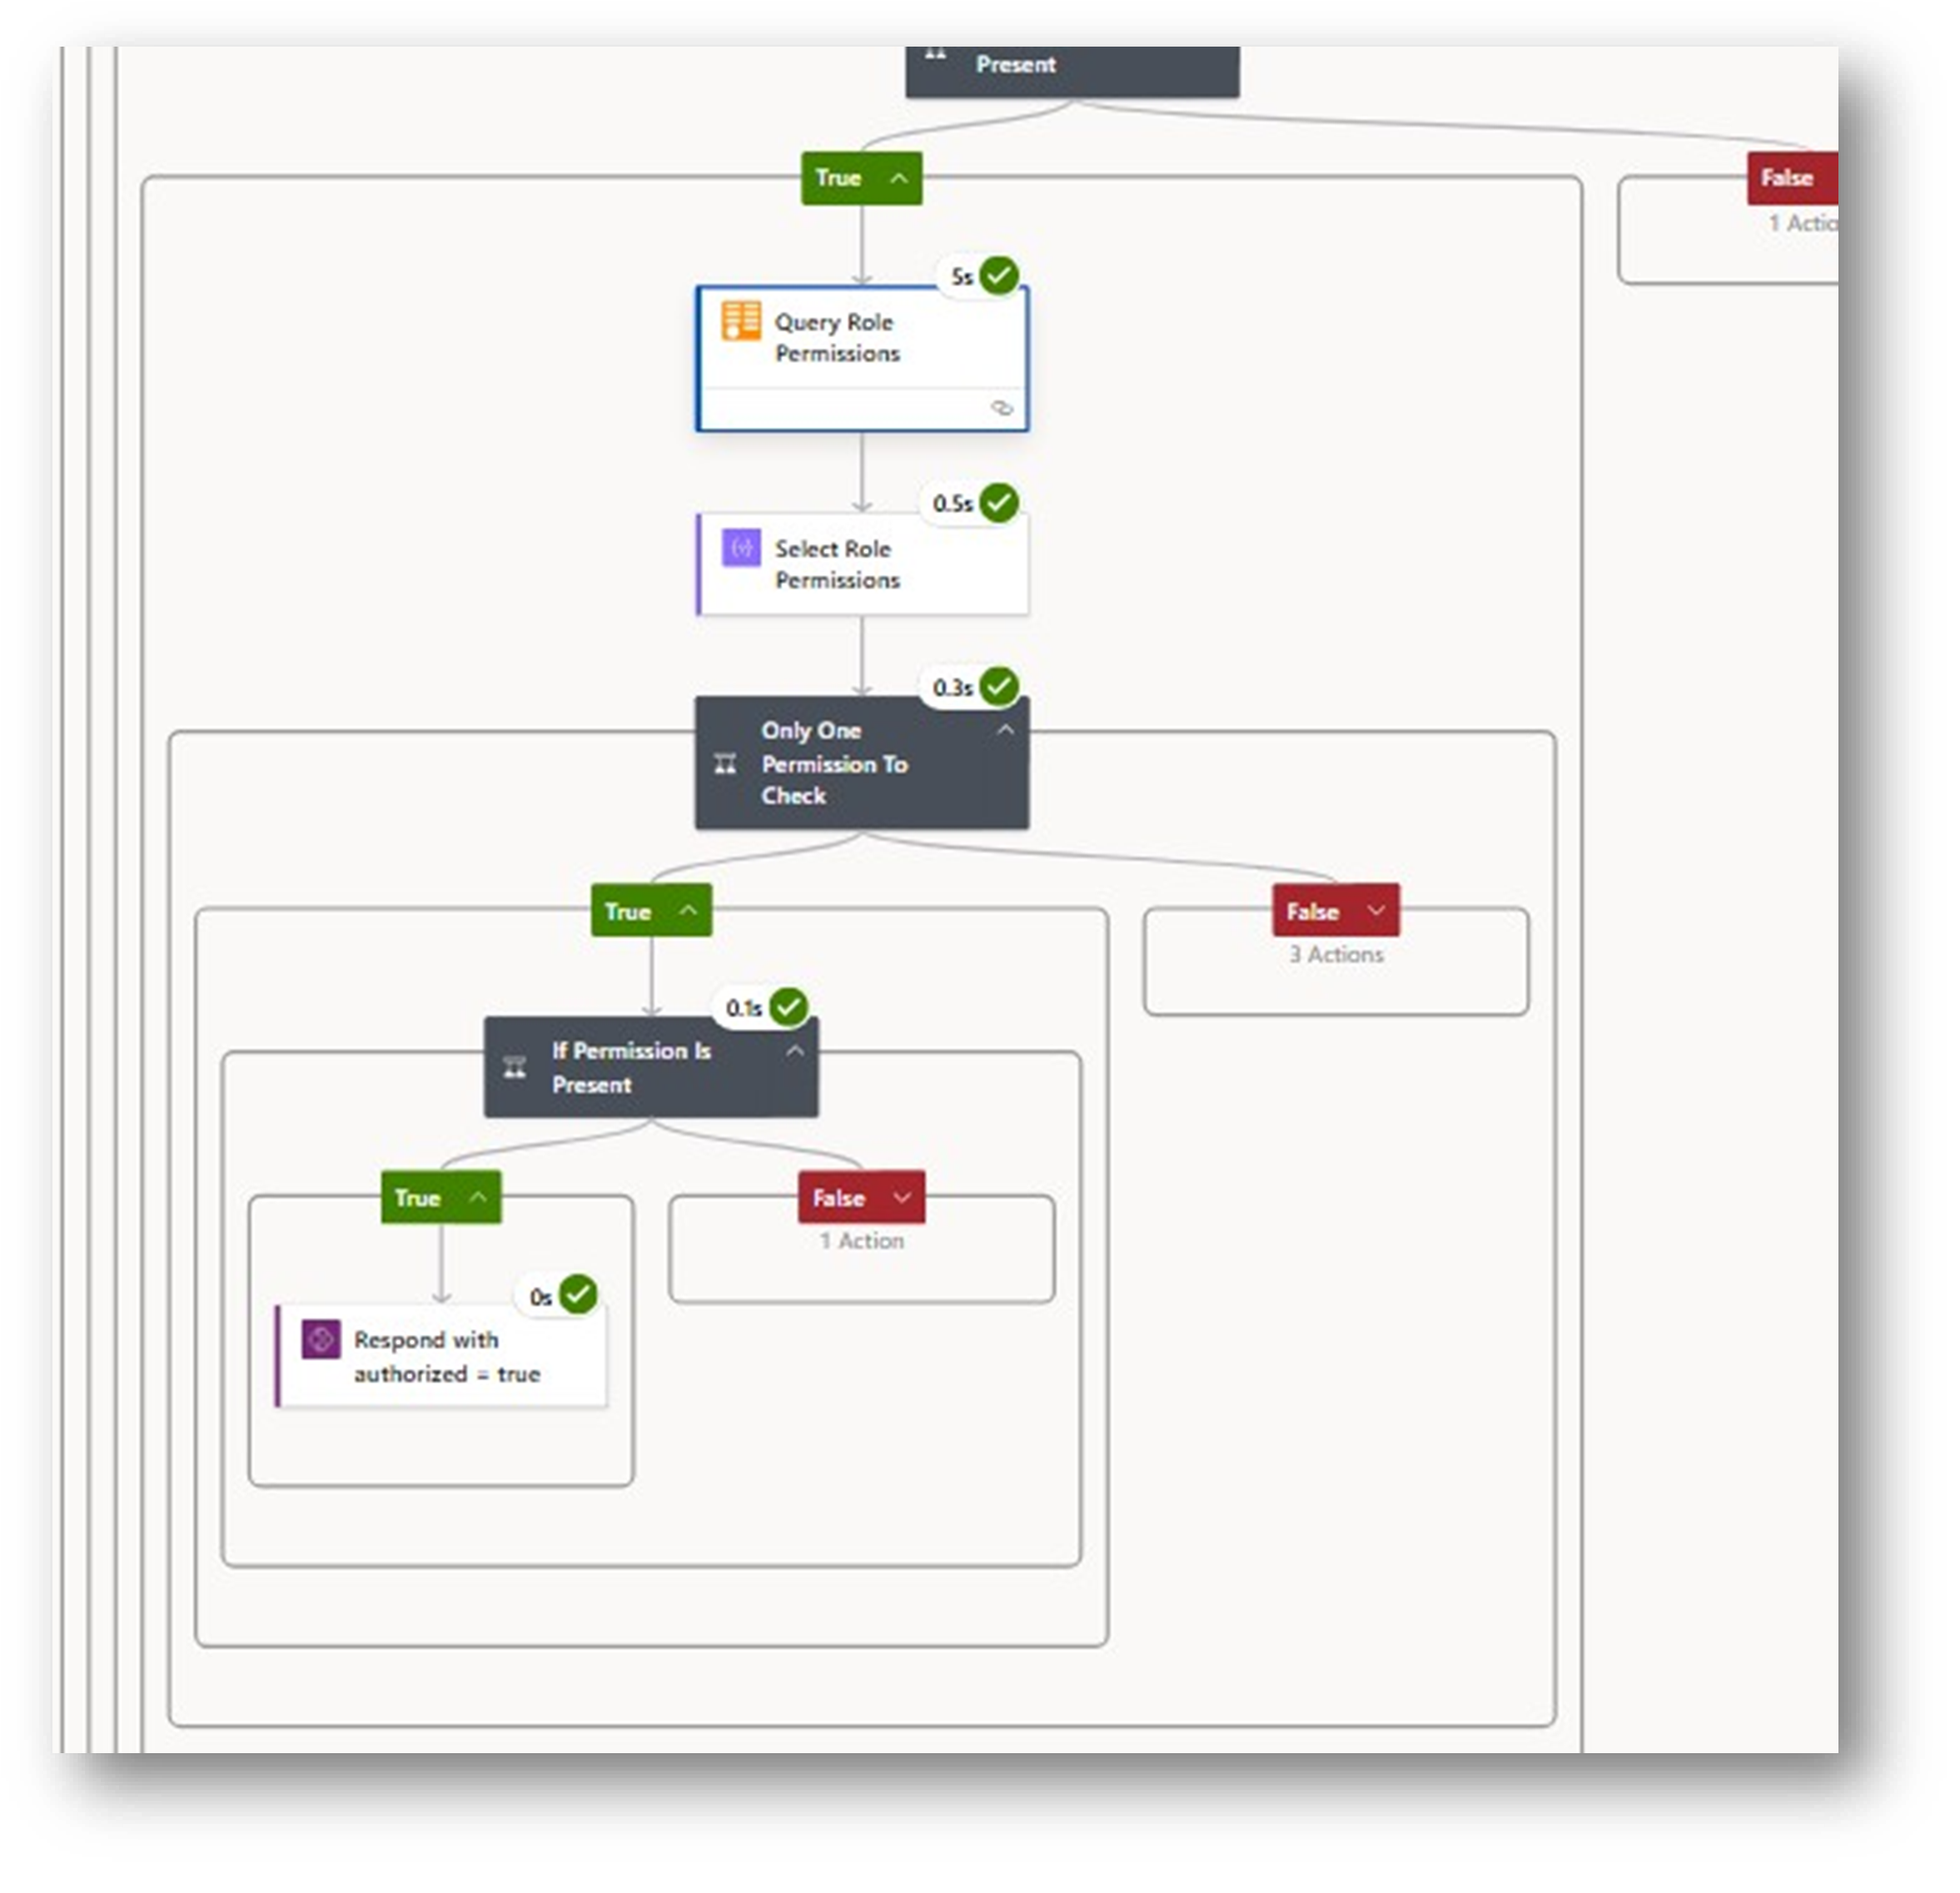 Present
True
False
1 Actio
5s
Query Role
Permissions
0.5s
{v}
Select Role
Permissions
0.3s
Only One
Permission To
Check
True
False
3 Actions
0.1s
If Permission Is
Present
True
False
1 Action
0s
Respond with
authorized = true